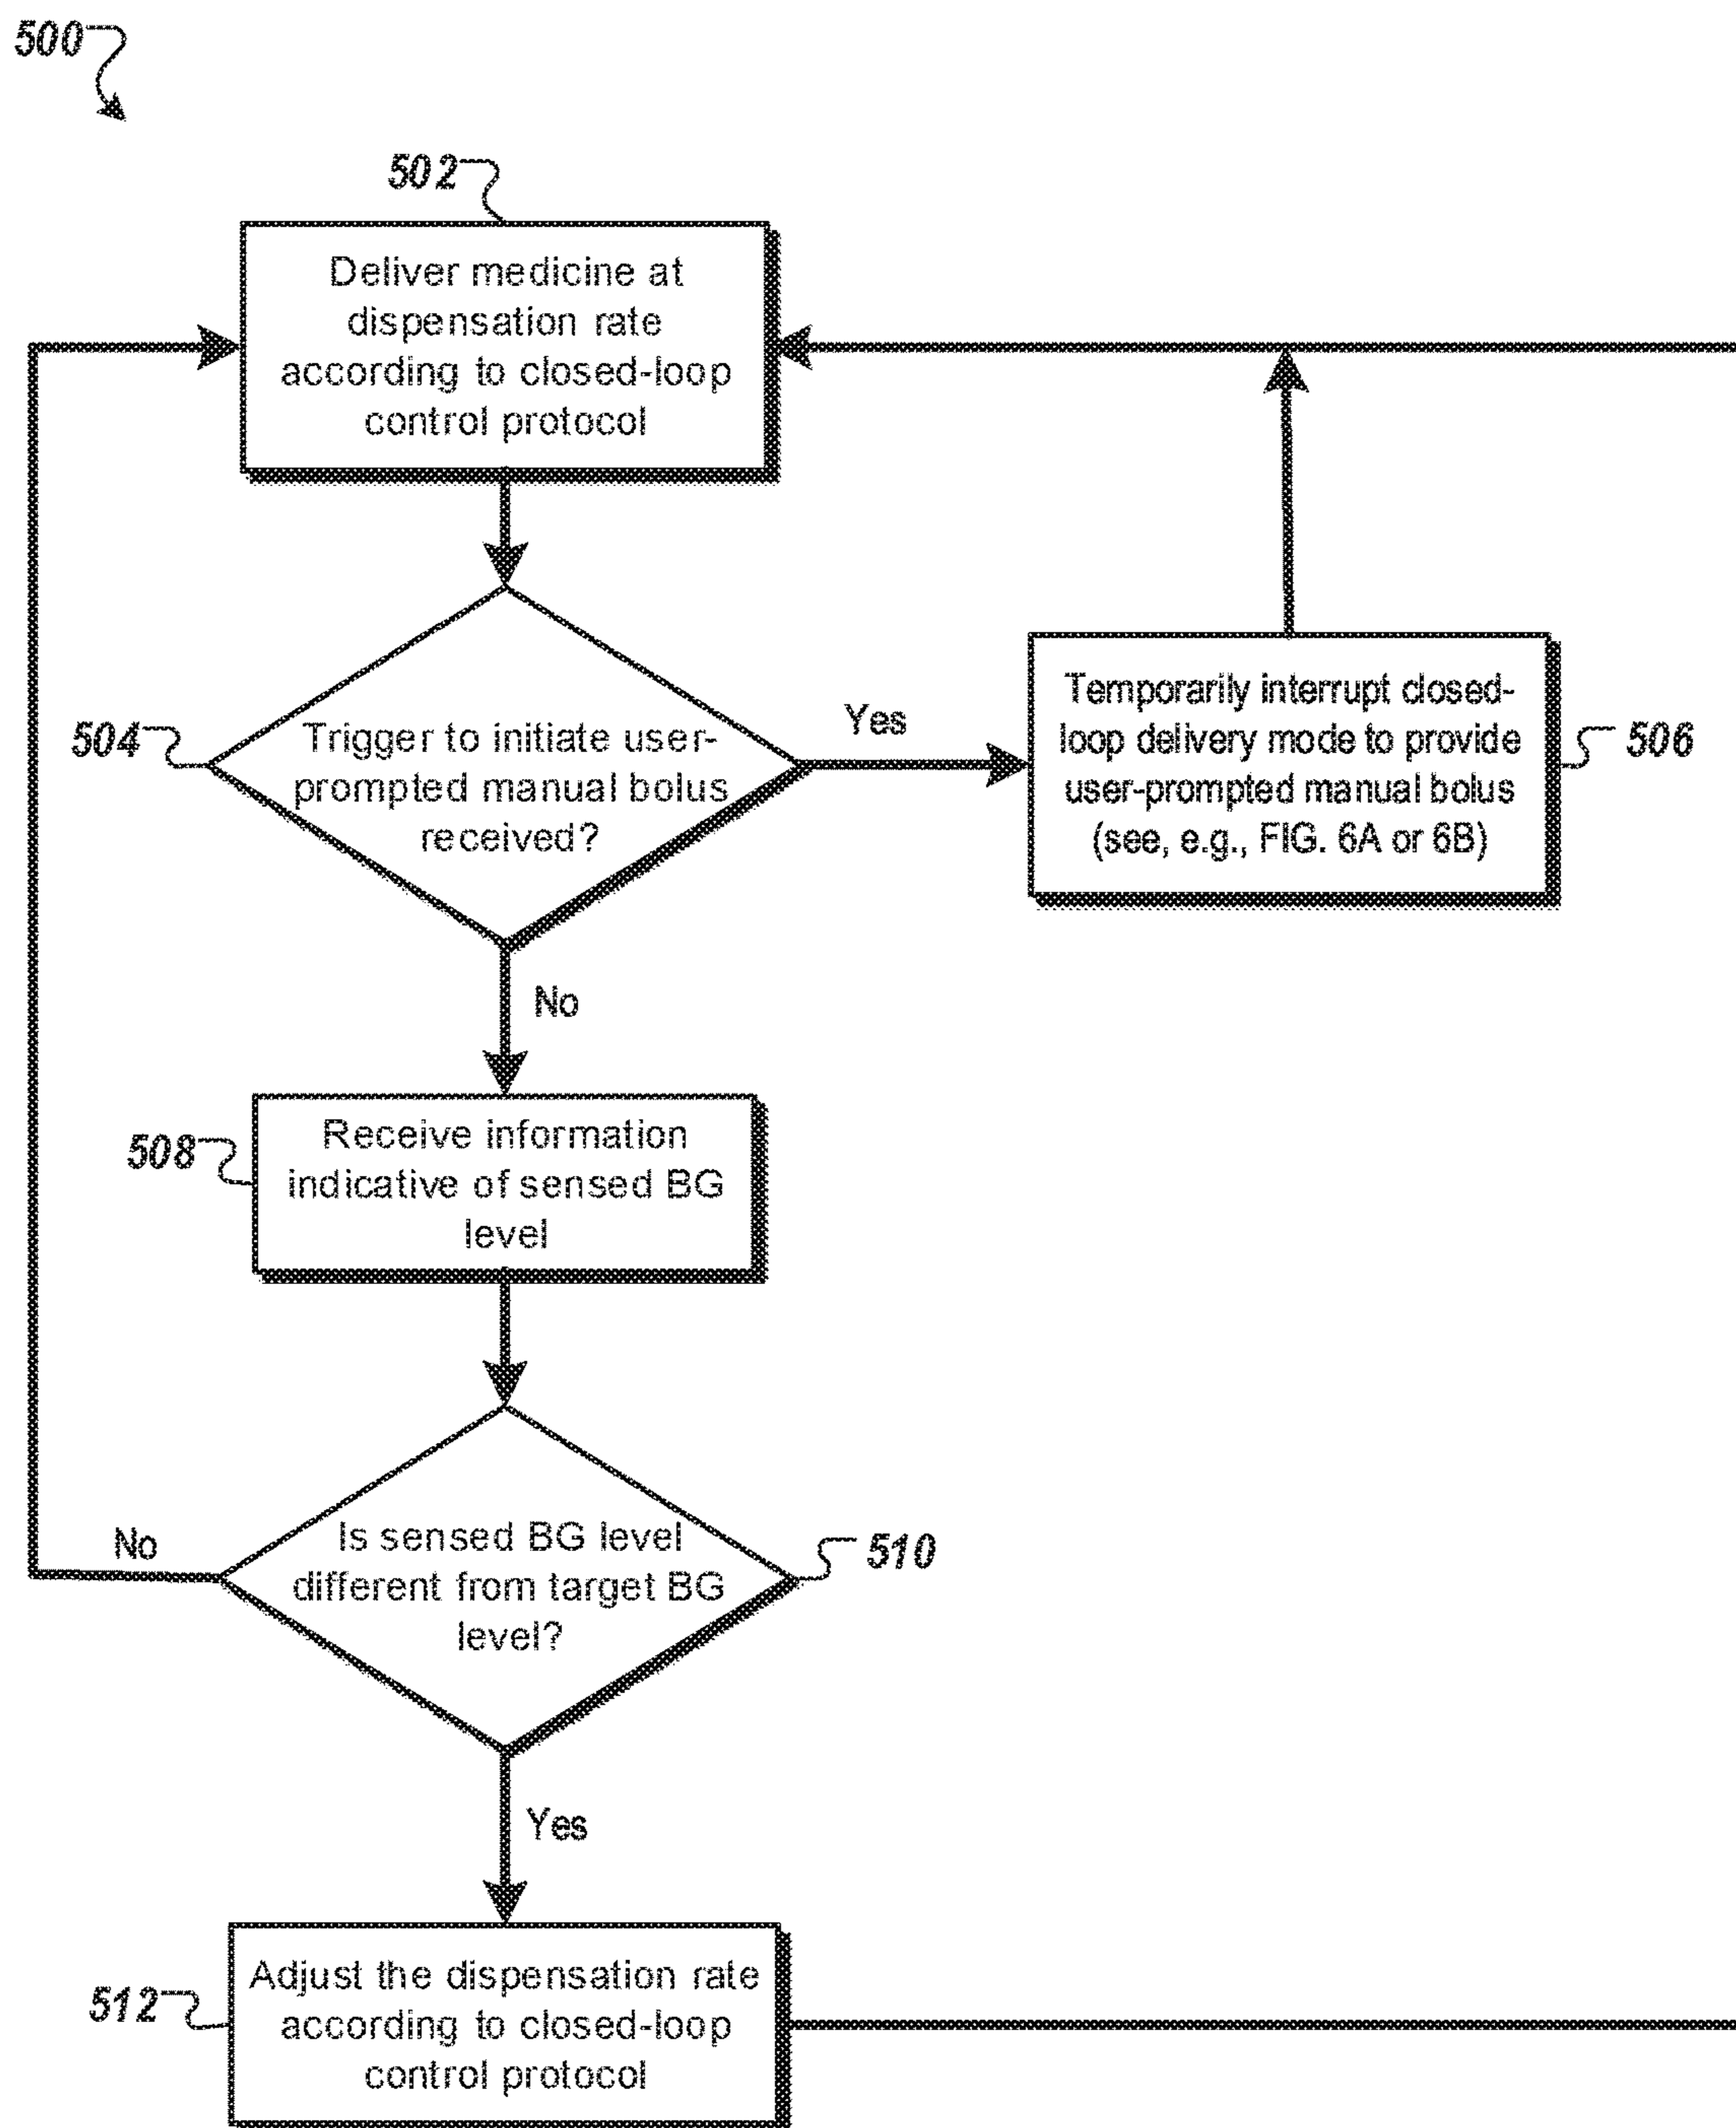 500
502
Deliver medicine at
dispensation rate
according to closed-loop
control protocol
504
Trigger to initiate user-
prompted manual bolus
received?
Yes
Temporarily interrupt closed-
loop delivery mode to provide
user-prompted manual bolus
(see, e.g., FIG. 6A or 6B)
506
No
508
Receive information
indicative of sensed BG
level
No
Is sensed BG level
different from target BG
level?
510
Yes
512
Adjust the dispensation rate
according to closed-loop
control protocol